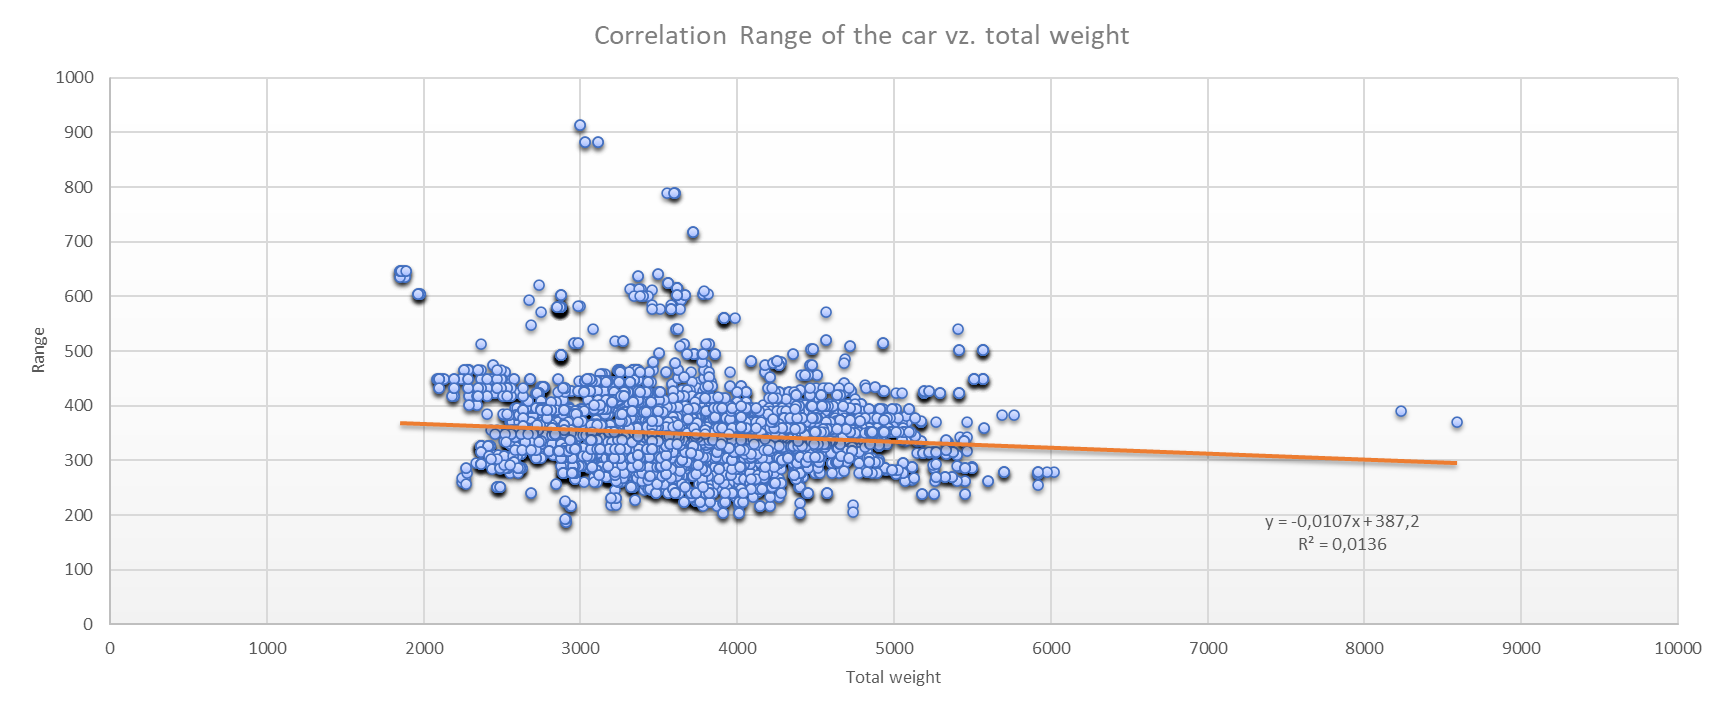 Correlation Range of the car vz. total weight
1000
900
800
700
600
500
400
300
200
100
0
Range
y = -0,0107x + 387,2
R² = 0,0136
0 1000 2000 3000 4000 5000 6000 7000 8000 9000 10000
Total weight